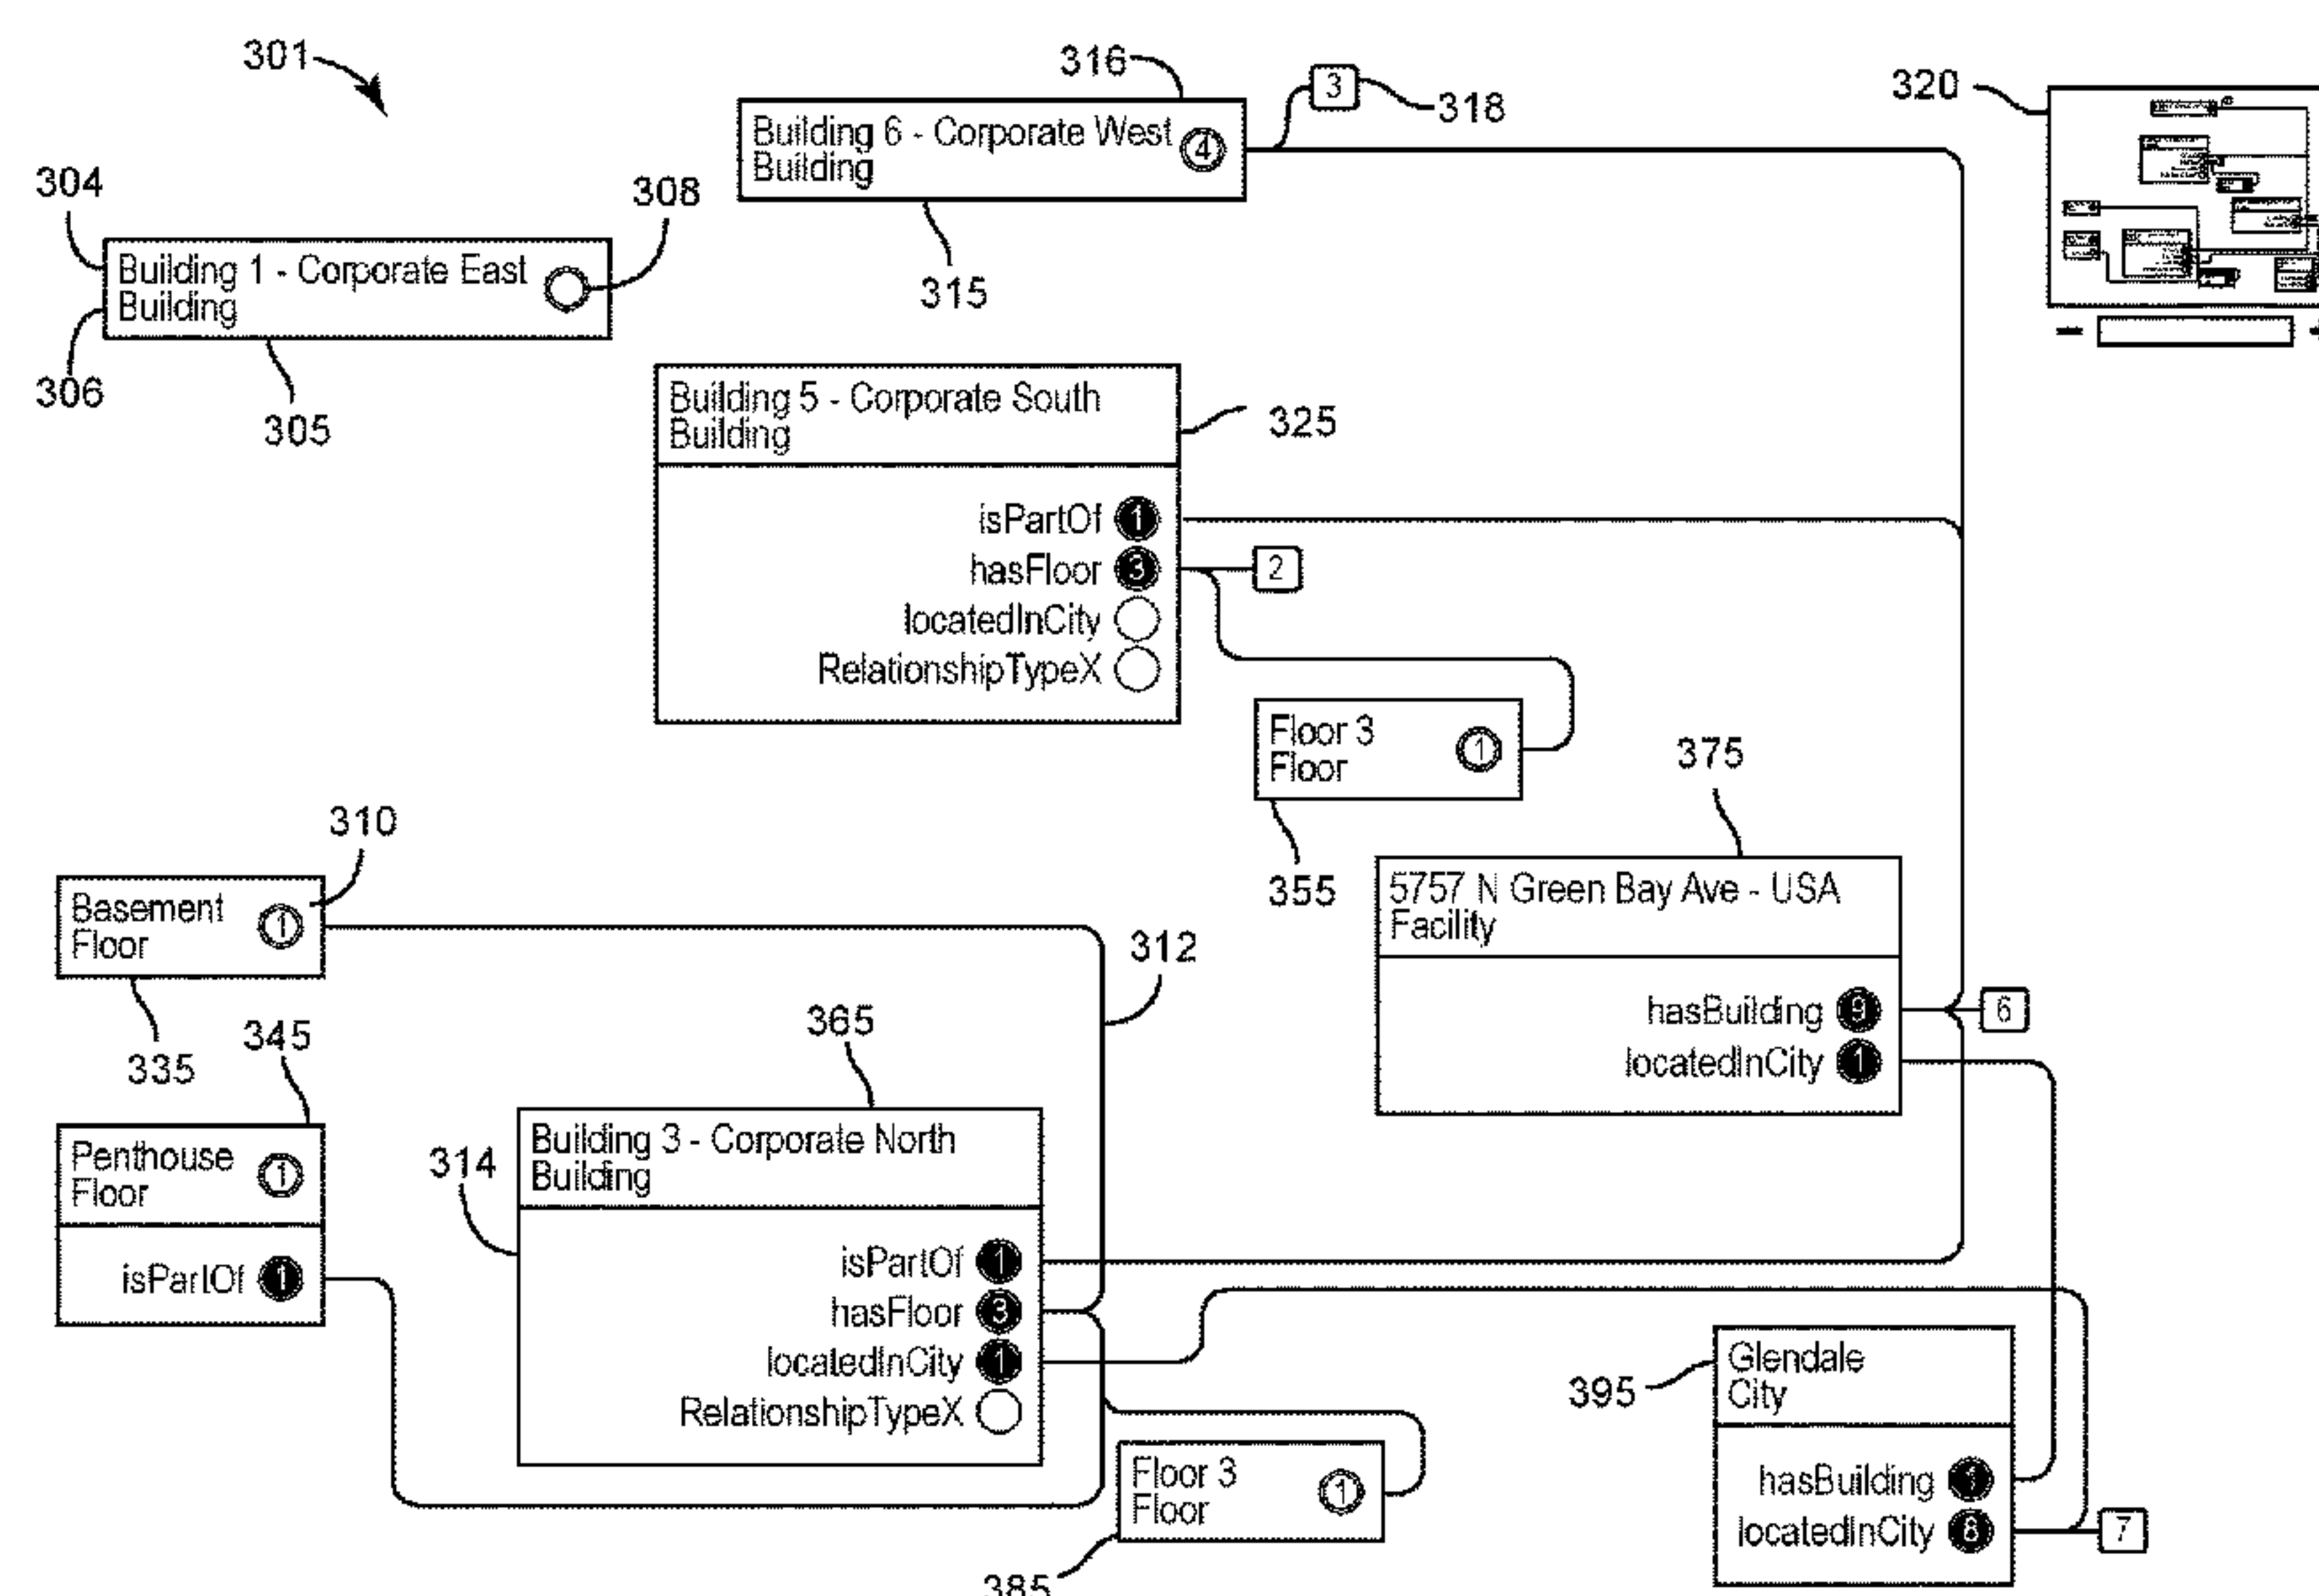 301
316
3
318
320
Building 6 - Corporate West
Building
4
304
308
315
Building 1 - Corporate East
Building
306
305
Building 5 - Corporate South
Building
325
isPartOf 1
hasFloor 3
2
locatedInCity
RelationshipTypeX
Floor 3
Floor
1
375
355
310
Basement
Floor
1
5757 N Green Bay Ave - USA
Facility
312
335
345
365
hasBuilding 9
6
locatedInCity 1
Penthouse
Floor
1
314
Building 3 - Corporate North
Building
isPartOf 1
isPartOf 1
hasFloor 3
locatedInCity 1
RelationshipTypeX
395
Glendale
City
Floor 3
Floor
1
hasBuilding
locatedInCity 8
7
385
− +